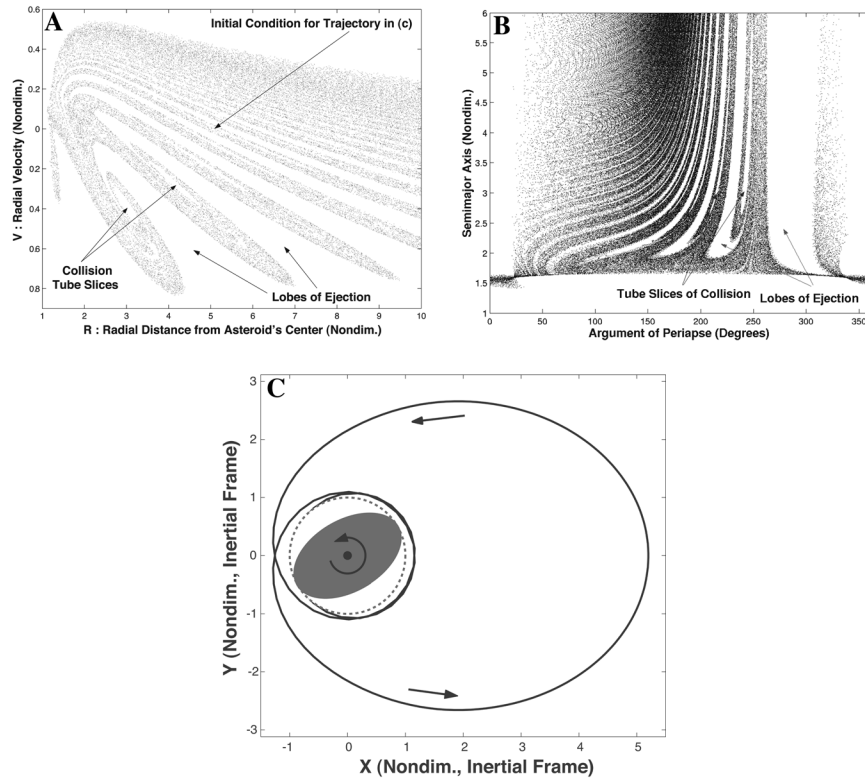 A
Initial Condition for Trajectory in (c)
0.6
0.4
0.2
0
0.2
0.4
0.6
0.8
V : Radial Velocity (Nondim.)
Collision
Tube Slices
Lobes of Ejection
1 2 3 4 5 6 7 8 9 10
R : Radial Distance from Asteroid's Center (Nondim.)
B
6
5.5
5
4.5
4
3.5
3
2.5
2
1.5
1
Semimajor Axis (Nondim.)
Tube Slices of Collision
Lobes of Ejection
0 50 100 150 200 250 300 350
Argument of Periapse (Degrees)
C
3
2
1
0
-1
-2
-3
Y (Nondim., Inertial Frame)
-1 0 1 2 3 4 5
X (Nondim., Inertial Frame)